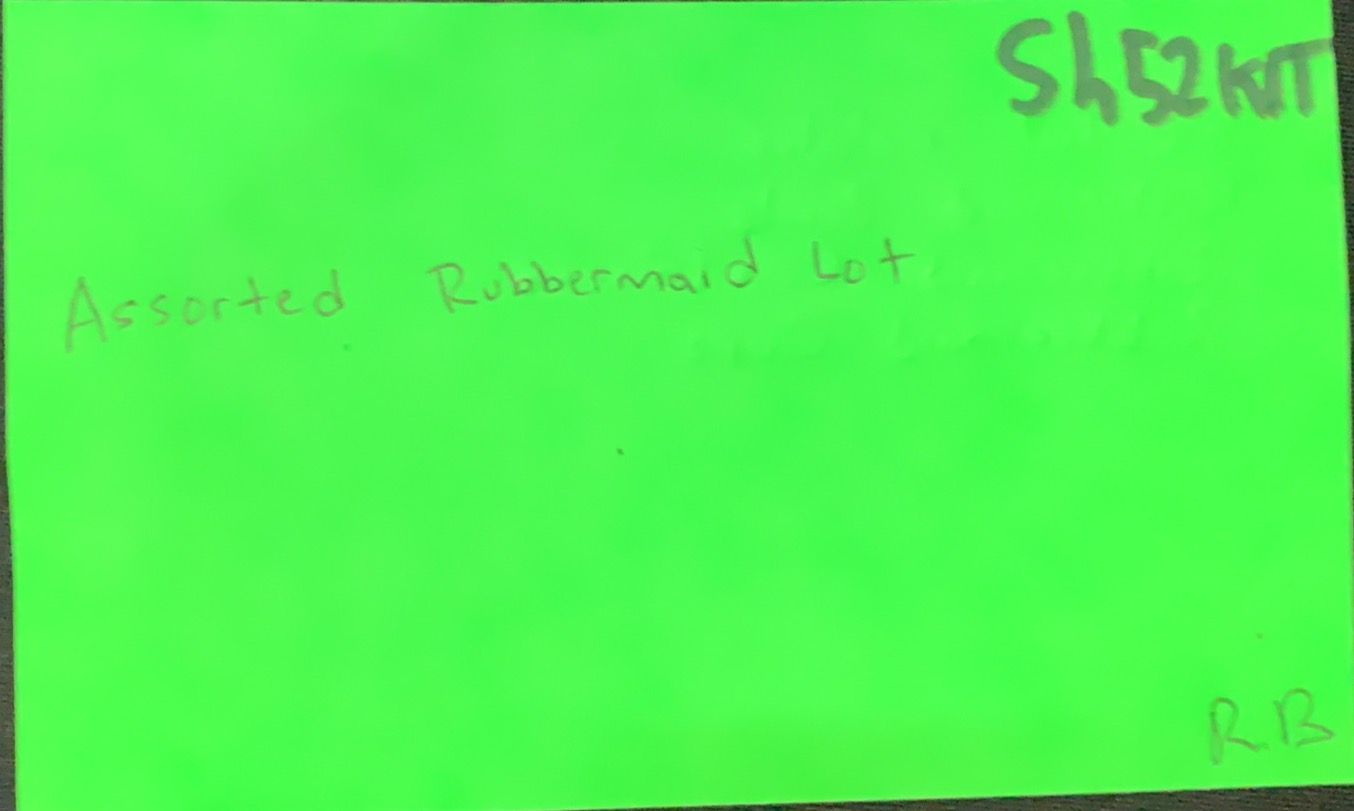 Sh52KIT
Assorted Rubbermaid Lot
R.B